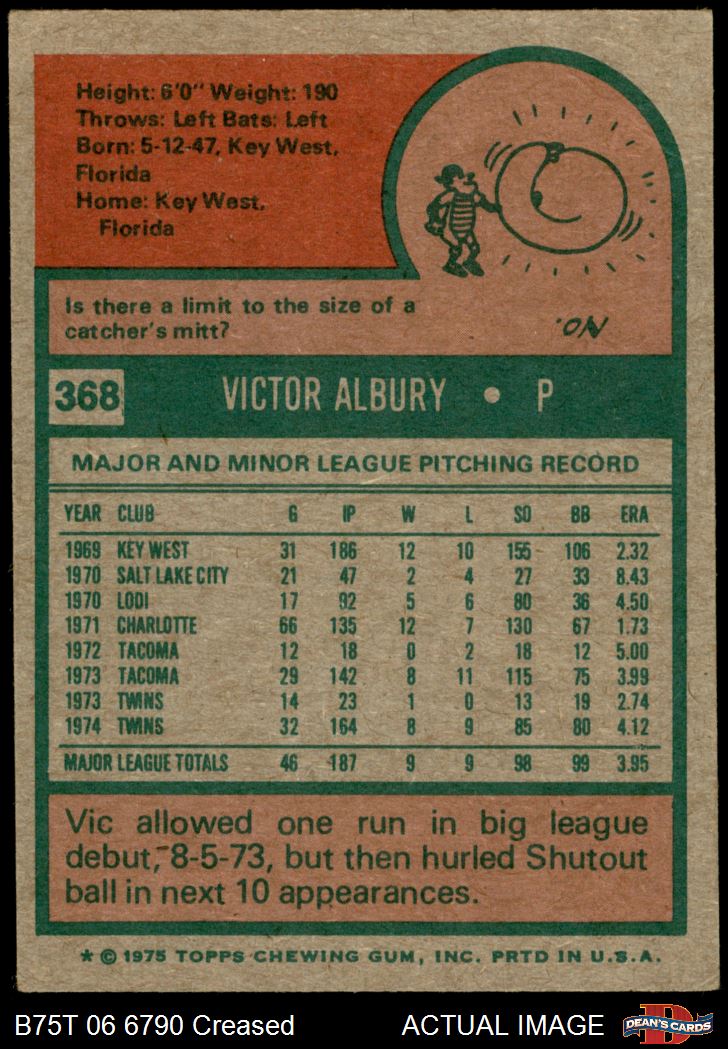 Height: 6'0" Weight: 190
Throws: Left Bats: Left
Born: 5-12-47, Key West,
Florida
Home: Key West,
Florida
Is there a limit to the size of a
catcher's mitt?
NO.
368 VICTOR ALBURY • P
MAJOR AND MINOR LEAGUE PITCHING RECORD
YEAR CLUB G IP W L SO BB ERA
1969 KEY WEST 31 186 12 10 155 106 2.32
1970 SALT LAKE CITY 21 47 2 4 27 33 8.43
1970 LODI 17 92 5 6 80 36 4.50
1971 CHARLOTTE 66 135 12 7 130 67 1.73
1972 TACOMA 12 18 0 2 18 12 5.00
1973 TACOMA 29 142 8 11 115 75 3.99
1973 TWINS 14 23 1 0 13 19 2.74
1974 TWINS 32 164 8 9 85 80 4.12
MAJOR LEAGUE TOTALS 46 187 9 9 98 99 3.95
Vic allowed one run in big league
debut, 8-5-73, but then hurled Shutout
ball in next 10 appearances.
* © 1975 TOPPS CHEWING GUM, INC. PRTD IN U.S.A.
B75T 06 6790 Creased ACTUAL IMAGE DEAN'S CARDS